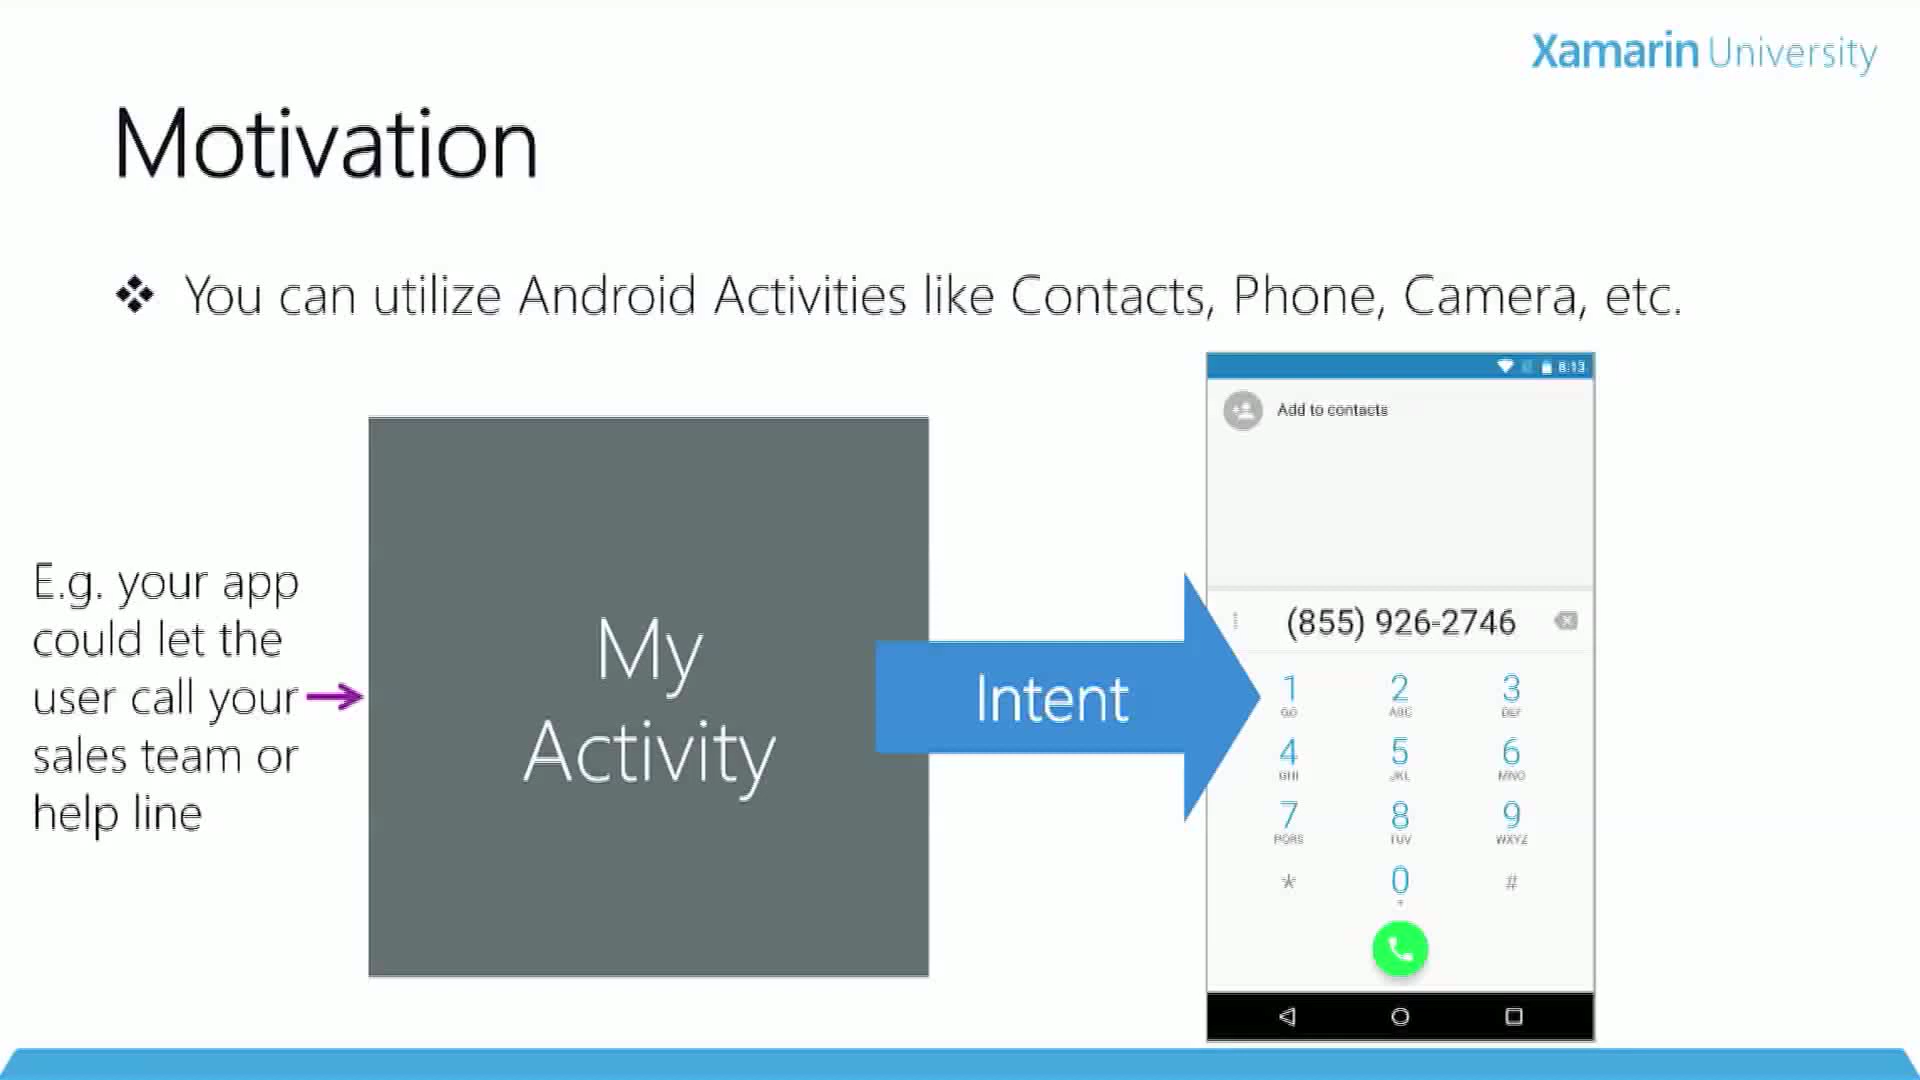 Xamarin University
Motivation
❖ You can utilize Android Activities like Contacts, Phone, Camera, etc.
E.g. your app
could let the
user call your
sales team or
help line
My
Activity
Intent
8:13
Add to contacts
(855) 926-2746
1 2 3
ABC DEF
4 5 6
GHI JKL MNO
7 8 9
PQRS TUV WXYZ
* 0 #
+